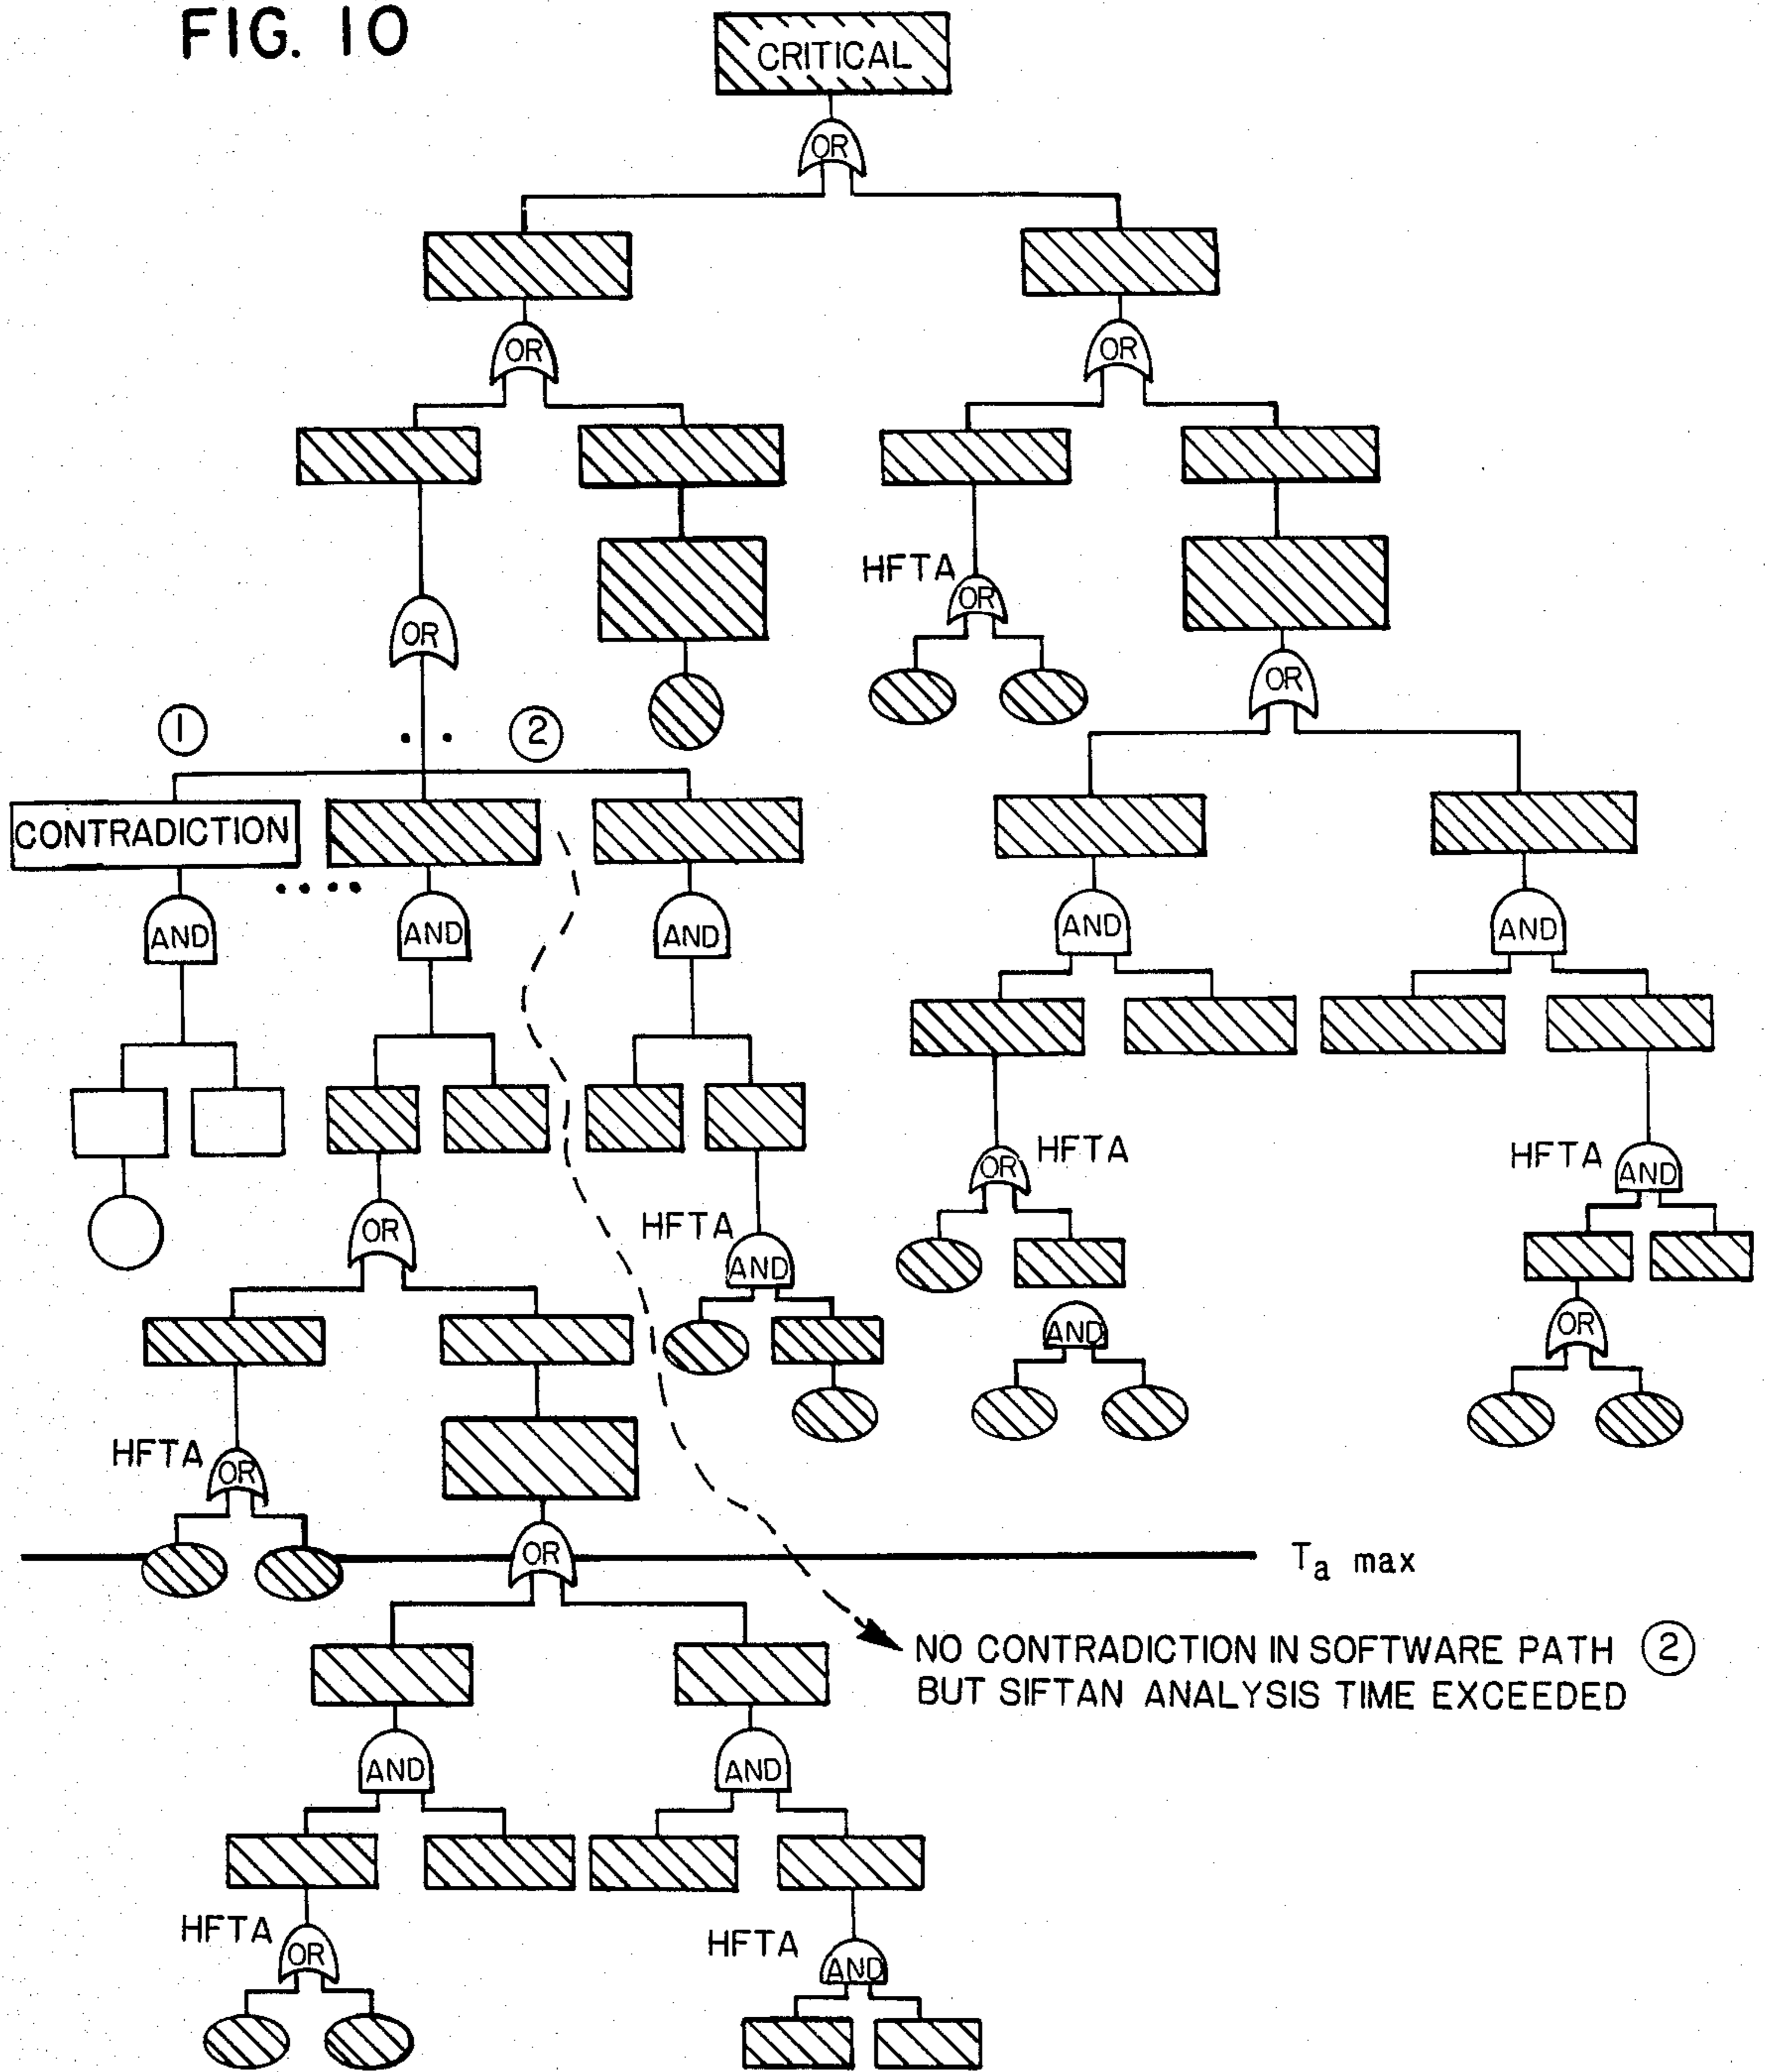 FIG. 10
CRITICAL
OR
OR
OR
HFTA
OR
OR
OR
1
2
CONTRADICTION
AND
AND
AND
AND
AND
HFTA
OR
HFTA
AND
OR
HFTA
AND
AND
OR
HFTA
OR
OR
Ta max
NO CONTRADICTION IN SOFTWARE PATH 2
BUT SIFTAN ANALYSIS TIME EXCEEDED
AND
AND
HFTA
OR
HFTA
AND